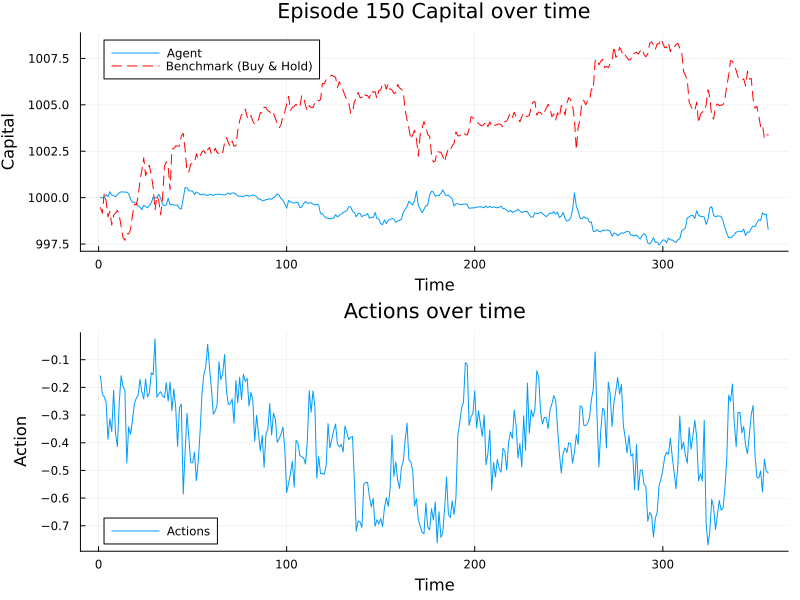 Episode 150 Capital over time
Agent
Benchmark (Buy & Hold)
1007.5
1005.0
1002.5
1000.0
997.5
Capital
0 100 200 300
Time
Actions over time
−0.1
−0.2
−0.3
−0.4
−0.5
−0.6
−0.7
Action
Actions
0 100 200 300
Time